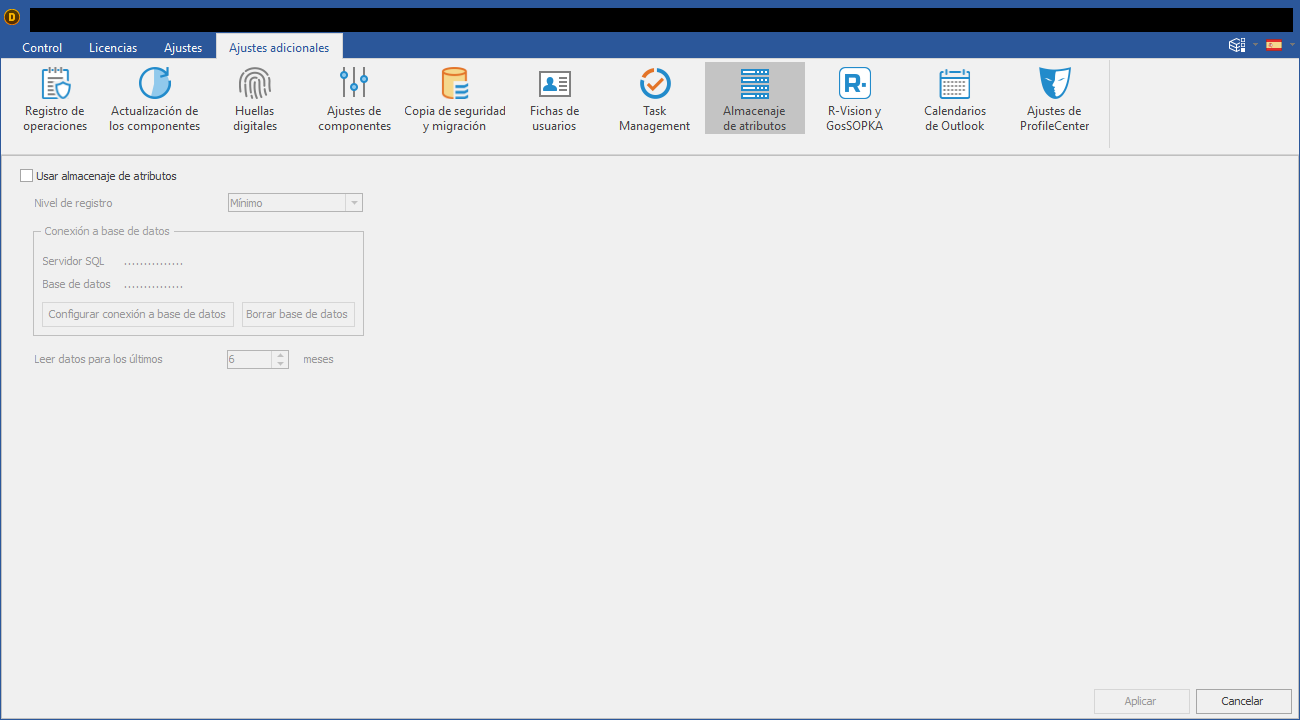 D
Control Licencias Ajustes Ajustes adicionales
Registro de operaciones
Actualización de los componentes
Huellas digitales
Ajustes de componentes
Copia de seguridad y migración
Fichas de usuarios
Task Management
Almacenaje de atributos
R.
R-Vision y GosSOPKA
Calendarios de Outlook
Ajustes de ProfileCenter
Usar almacenaje de atributos
Nivel de registro Mínimo
Conexión a base de datos
Servidor SQL ...............
Base de datos ...............
Configurar conexión a base de datos Borrar base de datos
Leer datos para los últimos 6 meses
Aplicar Cancelar